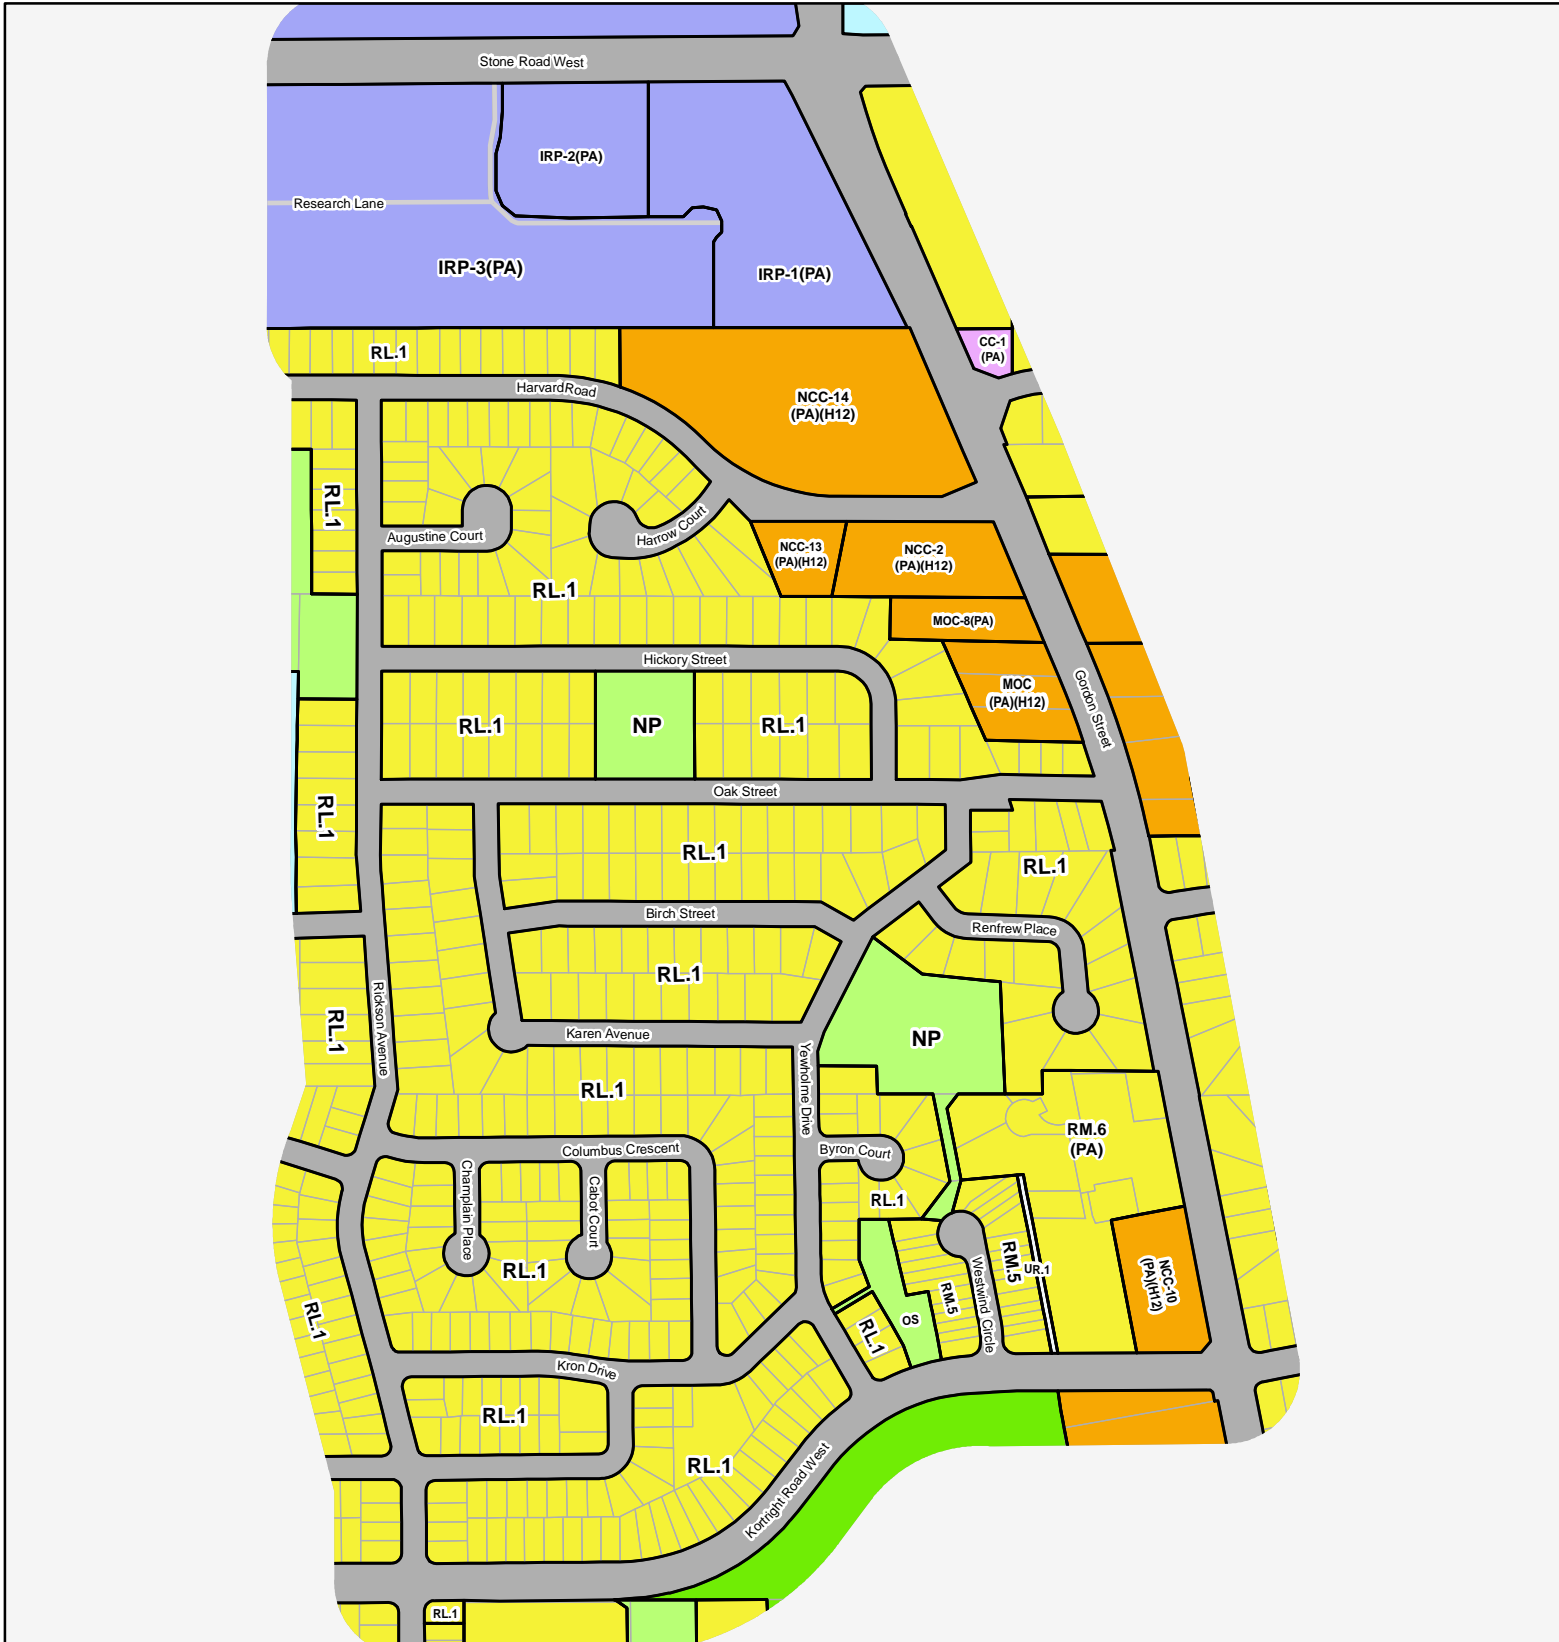 Stone Road West
IRP-2(PA)
Research Lane
IRP-3(PA)
IRP-1(PA)
RL.1
CC-1
(PA)
Harvard Road
NCC-14
(PA)(H12)
RL.1
Augustine Court
Harrow Court
NCC-13
(PA)(H12)
NCC-2
(PA)(H12)
RL.1
MOC-8(PA)
Hickory Street
MOC
(PA)(H12)
Gordon Street
RL.1
NP
RL.1
Oak Street
RL.1
RL.1
RL.1
Birch Street
Renfrew Place
RL.1
Rickson Avenue
RL.1
Karen Avenue
NP
Yewholme Drive
RL.1
RM.6
(PA)
Columbus Crescent
Byron Court
Champlain Place
Cabot Court
RL.1
RL.1
RM.5
UR.1
NCC-10
(PA)(H12)
RM.5
Westwind Circle
OS
RL.1
RL.1
Kron Drive
RL.1
RL.1
Kortright Road West
RL.1